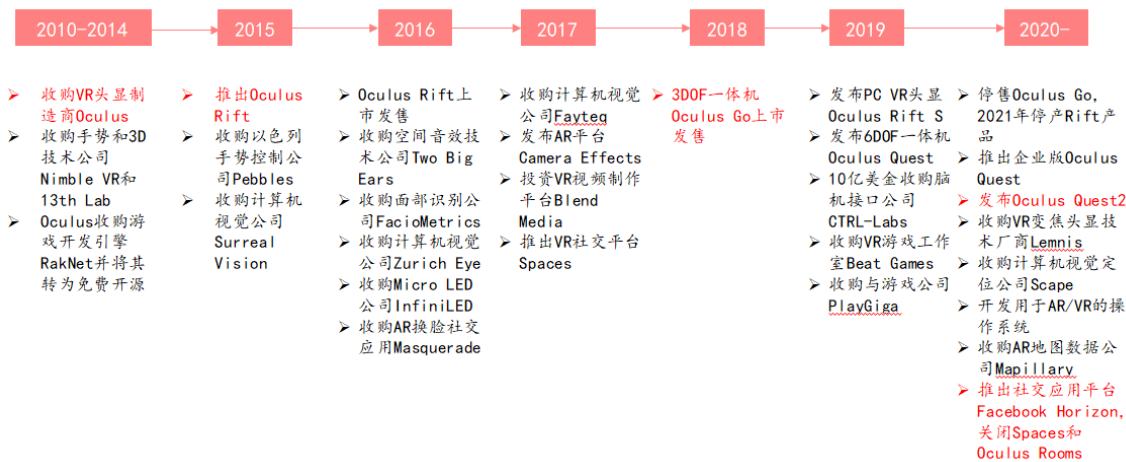 2010-2014
2015
2016
2017
2018
2019
2020-
➢ 收购VR头显制
造商Oculus
➢ 收购手势和3D
技术公司
Nimble VR和
13th Lab
➢ Oculus收购游
戏开发引擎
RakNet并将其
转为免费开源
➢ 推出Oculus
Rift
➢ 收购以色列
手势控制公
司Pebbles
➢ 收购计算机
视觉公司
Surreal
Vision
➢ Oculus Rift上
市发售
➢ 收购空间音效技
术公司Two Big
Ears
➢ 收购面部识别公
司FacioMetrics
➢ 收购计算机视觉
公司Zurich Eye
➢ 收购Micro LED
公司InfiniLED
➢ 收购AR换脸社交
应用Masquerade
➢ 收购计算机视觉
公司Fayteq
➢ 发布AR平台
Camera Effects
➢ 投资VR视频制作
平台Blend
Media
➢ 推出VR社交平台
Spaces
➢ 3DOF一体机
Oculus Go上市
发售
➢ 发布PC VR头显
Oculus Rift S
➢ 发布6DOF一体机
Oculus Quest
➢ 10亿美金收购脑
机接口公司
CTRL-Labs
➢ 收购VR游戏工作
室Beat Games
➢ 收购与游戏公司
PlayGiga
➢ 停售Oculus Go,
2021年停产Rift产
品
➢ 推出企业版Oculus
Quest
➢ 发布Oculus Quest2
➢ 收购VR变焦头显技
术厂商Lemnis
➢ 收购计算机视觉定
位公司Scape
➢ 开发用于AR/VR的操
作系统
➢ 收购AR地图数据公
司Mapillary
➢ 推出社交应用平台
Facebook Horizon,
关闭Spaces和
Oculus Rooms